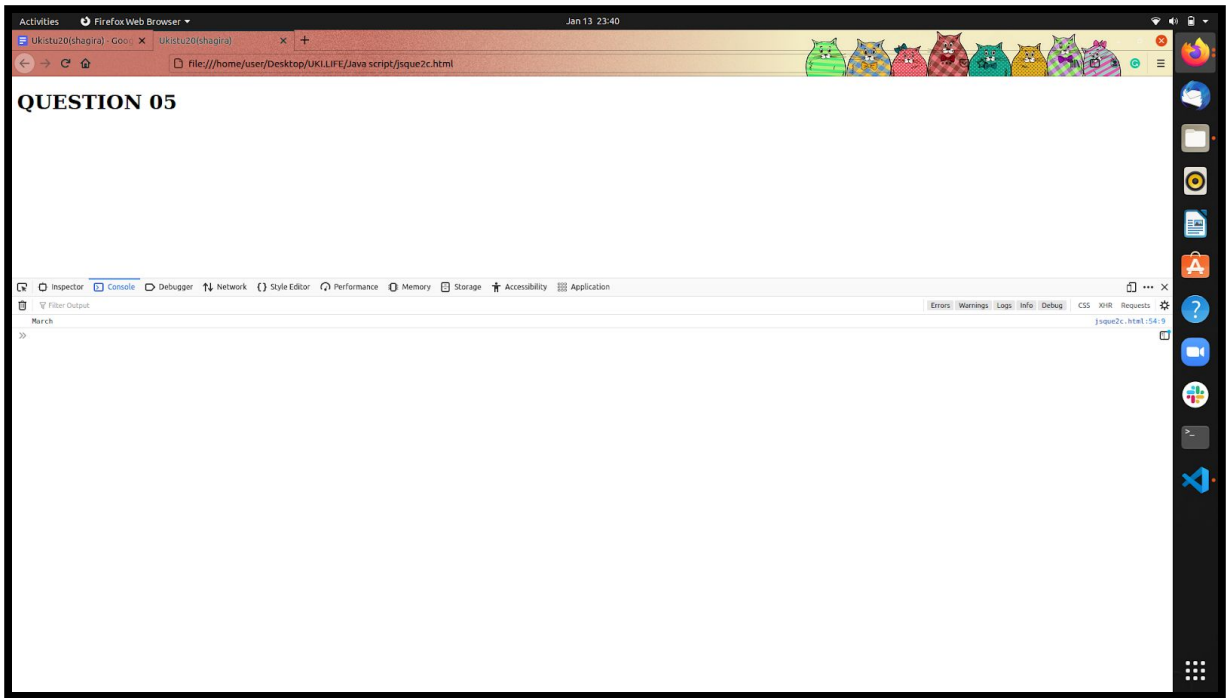 Activities Firefox Web Browser Jan 13 23:40
Ukistu20(shagira) - Goo Ukistu20(shagira)
file:///home/user/Desktop/UKI.LIFE/Java script/jsque2c.html
QUESTION 05
Inspector Console Debugger Network Style Editor Performance Memory Storage Accessibility Application
Filter Output Errors Warnings Logs Info Debug CSS XHR Requests
March jsque2c.html:54:9